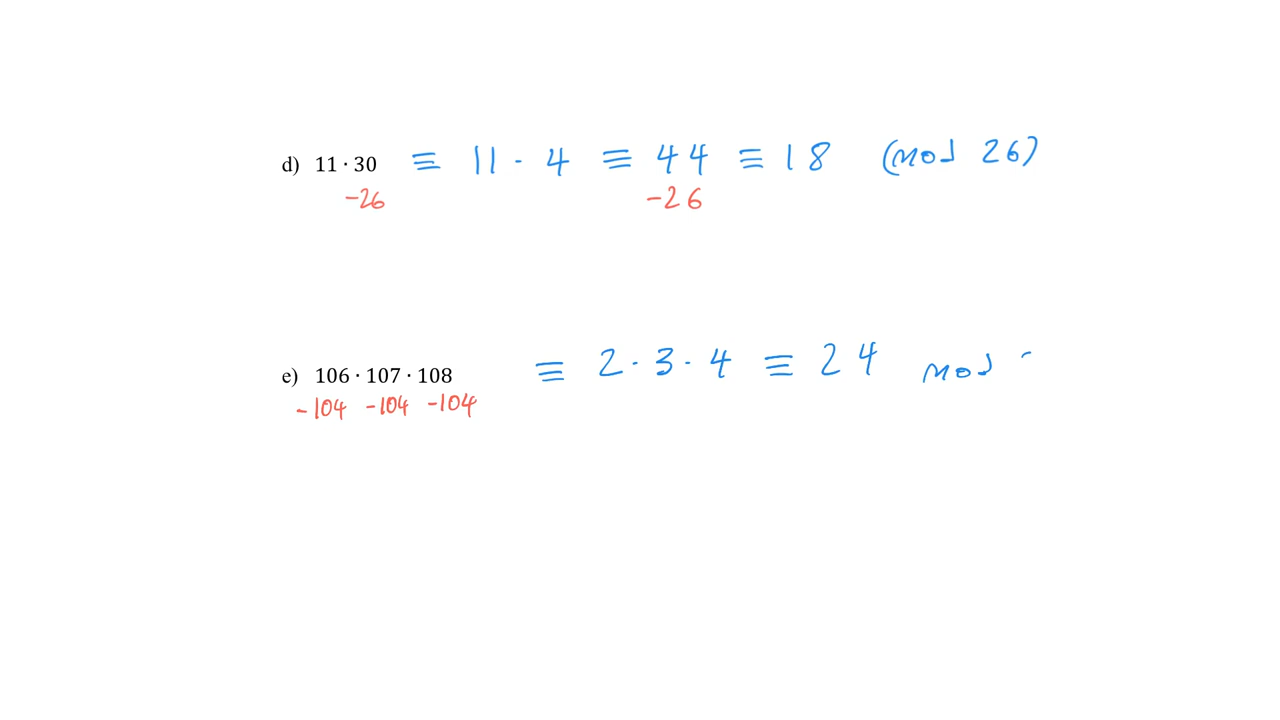 d) 11 · 30 ≡ 11 · 4 ≡ 44 ≡ 18 (mod 26)
-26 -26
e) 106 · 107 · 108 ≡ 2 · 3 · 4 ≡ 24 mod
-104 -104 -104